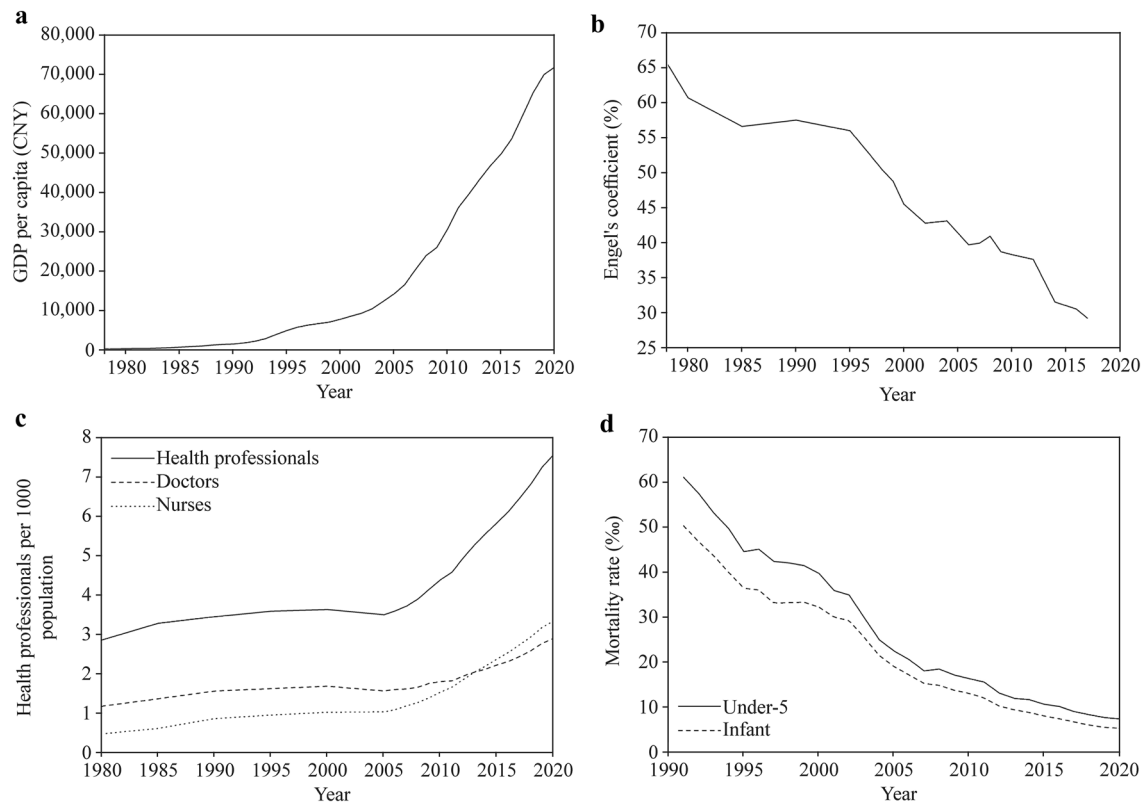 a
80,000
70,000
60,000
50,000
40,000
30,000
20,000
10,000
0
GDP per capita (CNY)
1980 1985 1990 1995 2000 2005 2010 2015 2020
Year
b
70
65
60
55
50
45
40
35
30
25
Engel's coefficient (%)
1980 1985 1990 1995 2000 2005 2010 2015 2020
Year
c
8
7
6
5
4
3
2
1
0
Health professionals per 1000
population
Health professionals
Doctors
Nurses
1980 1985 1990 1995 2000 2005 2010 2015 2020
Year
d
70
60
50
40
30
20
10
0
Mortality rate (‰)
Under-5
Infant
1990 1995 2000 2005 2010 2015 2020
Year